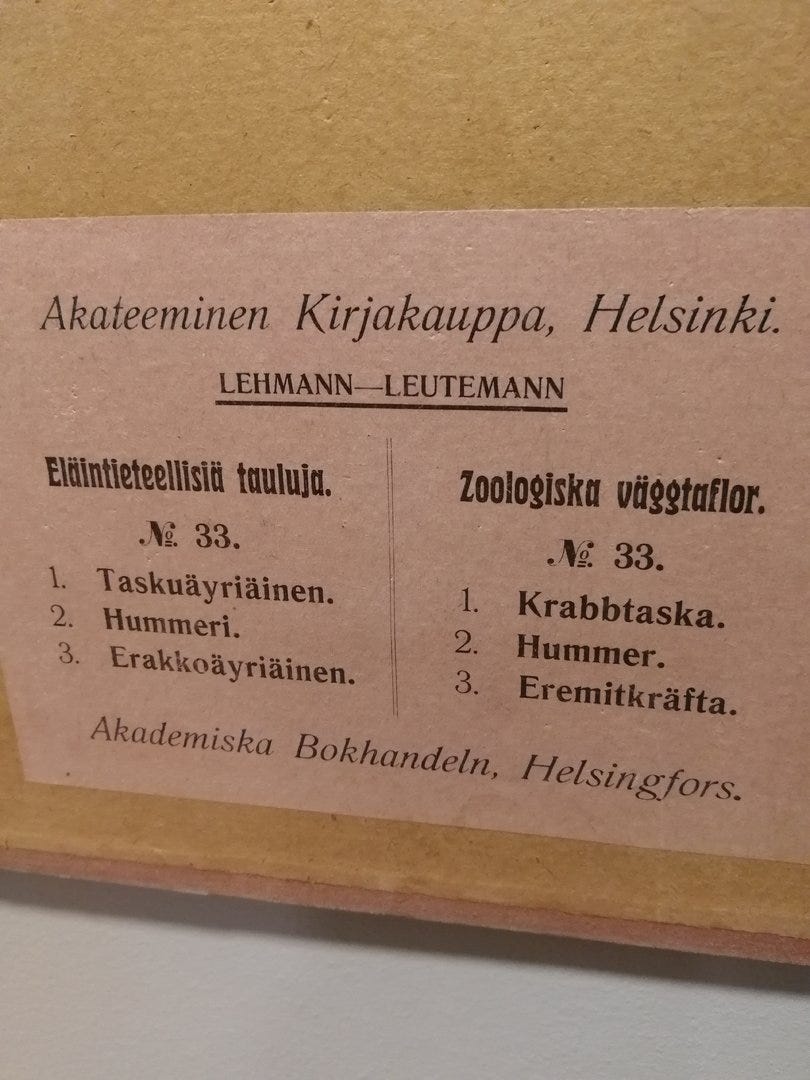 Akateeminen Kirjakauppa, Helsinki.
LEHMANN—LEUTEMANN
Eläintieteellisiä tauluja.
№ 33.
1. Taskuäyriäinen.
2. Hummeri.
3. Erakkoäyriäinen.
Zoologiska väggtaflor.
№ 33.
1. Krabbtaska.
2. Hummer.
3. Eremitkräfta.
Akademiska Bokhandeln, Helsingfors.